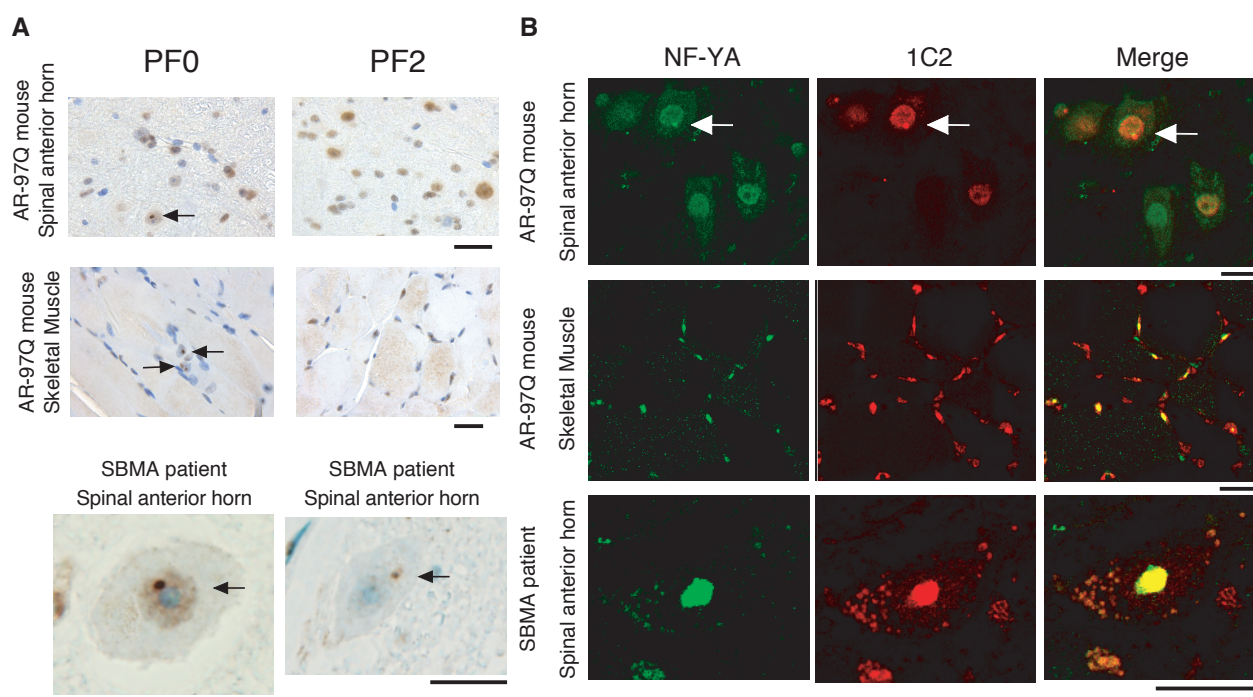 A
PF0
PF2
AR-97Q mouse
Spinal anterior horn
AR-97Q mouse
Skeletal Muscle
SBMA patient
Spinal anterior horn
SBMA patient
Spinal anterior horn
B
NF-YA
1C2
Merge
AR-97Q mouse
Spinal anterior horn
AR-97Q mouse
Skeletal Muscle
SBMA patient
Spinal anterior horn